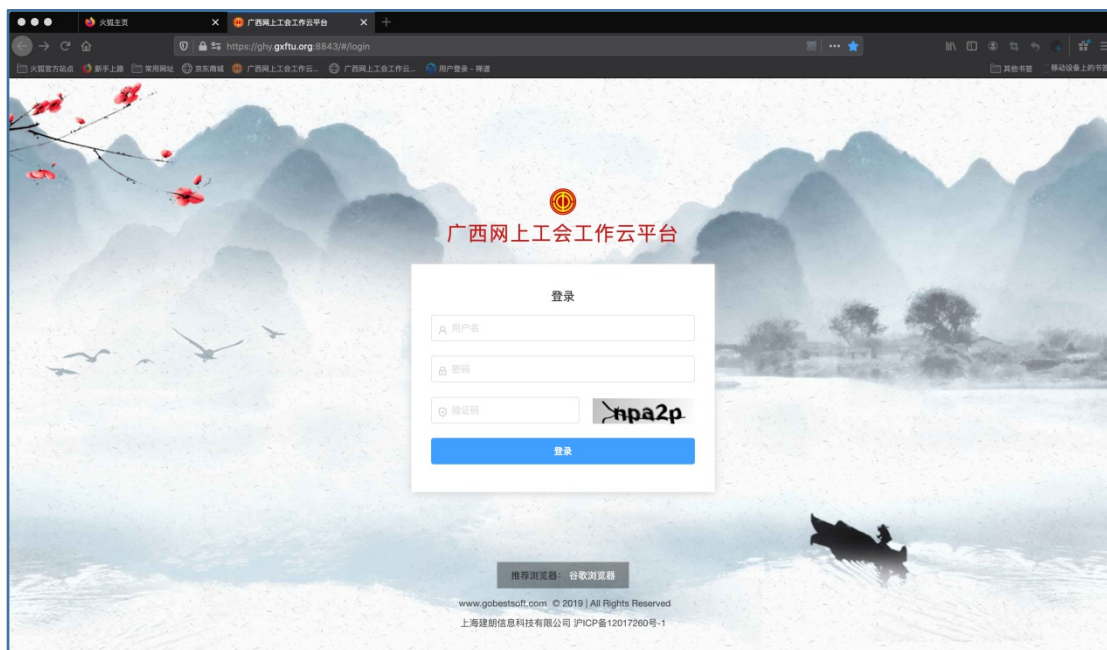 火狐主页
广西网上工会工作云平台
https://ghy.gxftu.org:8843/#/login
火狐官方站点 新手上路 常用网址 京东商城 广西网上工会工作云... 广西网上工会工作云... 用户登录 - 禅道 其他书签 移动设备上的书签
广西网上工会工作云平台
登录
用户名
密码
验证码 npa2p
登录
推荐浏览器: 谷歌浏览器
www.gobestsoft.com © 2019 | All Rights Reserved
上海建朗信息科技有限公司 沪ICP备12017260号-1